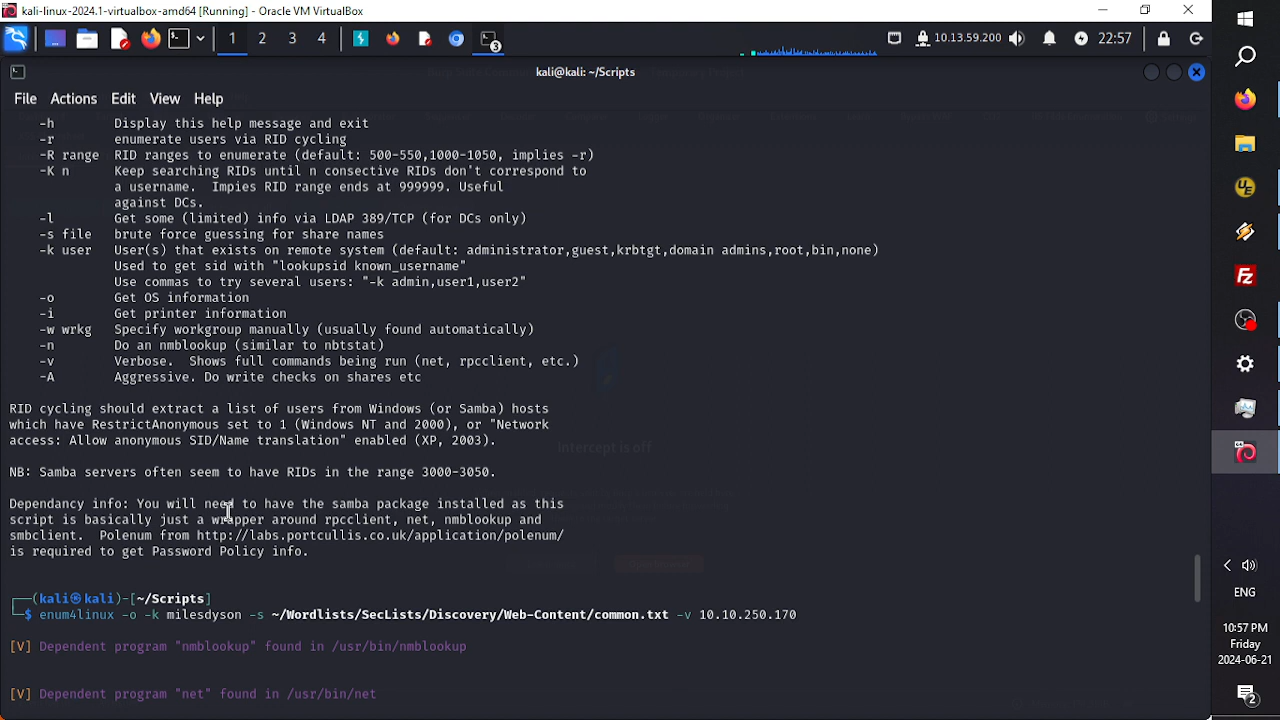 kali-linux-2024.1-virtualbox-amd64 [Running] - Oracle VM VirtualBox
1 2 3 4 3 10.13.59.200 22:57
kali@kali: ~/Scripts
File Actions Edit View Help
-h Display this help message and exit
-r enumerate users via RID cycling
-R range RID ranges to enumerate (default: 500-550,1000-1050, implies -r)
-K n Keep searching RIDs until n consecutive RIDs don't correspond to
a username. Impies RID range ends at 999999. Useful
against DCs.
-l Get some (limited) info via LDAP 389/TCP (for DCs only)
-s file brute force guessing for share names
-k user User(s) that exists on remote system (default: administrator,guest,krbtgt,domain admins,root,bin,none)
Used to get sid with "lookupsid known_username"
Use commas to try several users: "-k admin,user1,user2"
-o Get OS information
-i Get printer information
-w wrkg Specify workgroup manually (usually found automatically)
-n Do an nmblookup (similar to nbtstat)
-v Verbose. Shows full commands being run (net, rpcclient, etc.)
-A Aggressive. Do write checks on shares etc
RID cycling should extract a list of users from Windows (or Samba) hosts
which have RestrictAnonymous set to 1 (Windows NT and 2000), or "Network
access: Allow anonymous SID/Name translation" enabled (XP, 2003).
Intercept is off
NB: Samba servers often seem to have RIDs in the range 3000-3050.
Dependancy info: You will need to have the samba package installed as this
script is basically just a wrapper around rpcclient, net, nmblookup and
smbclient. Polenum from http://labs.portcullis.co.uk/application/polenum/
is required to get Password Policy info.
┌──(kali㉿kali)-[~/Scripts]
└─$ enum4linux -o -k milesdyson -s ~/Wordlists/SecLists/Discovery/Web-Content/common.txt -v 10.10.250.170
[V] Dependent program "nmblookup" found in /usr/bin/nmblookup
[V] Dependent program "net" found in /usr/bin/net
UE
Fz
64
ENG
10:57 PM
Friday
2024-06-21
2